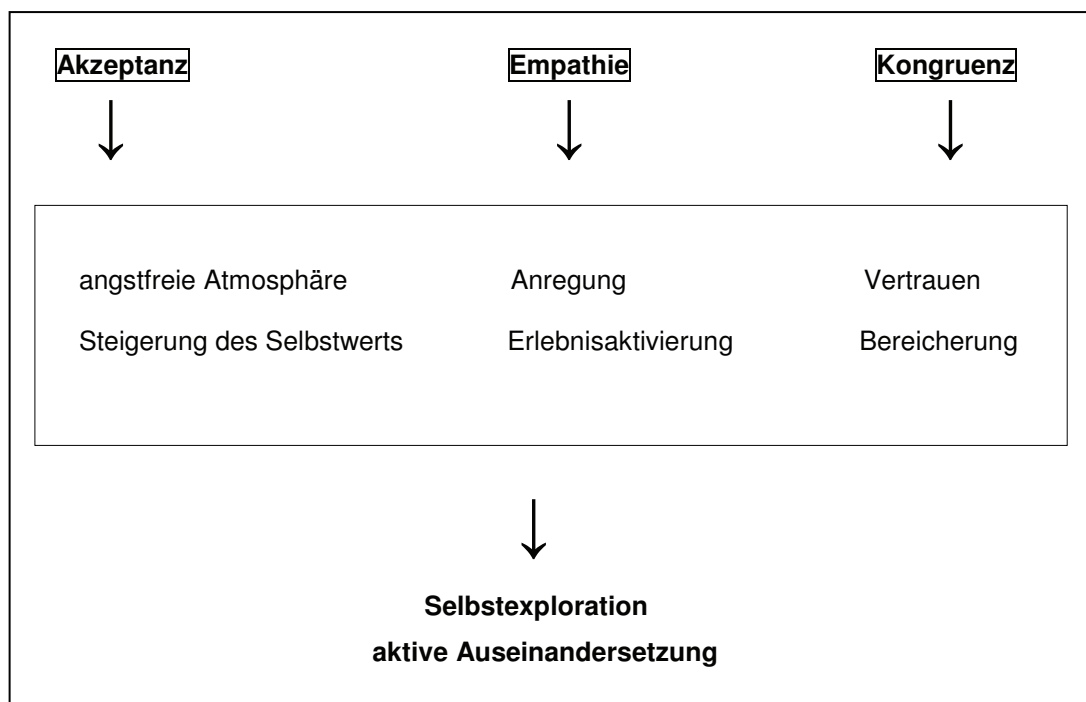 Akzeptanz Empathie Kongruenz
angstfreie Atmosphäre Anregung Vertrauen
Steigerung des Selbstwerts Erlebnisaktivierung Bereicherung
Selbstexploration
aktive Auseinandersetzung